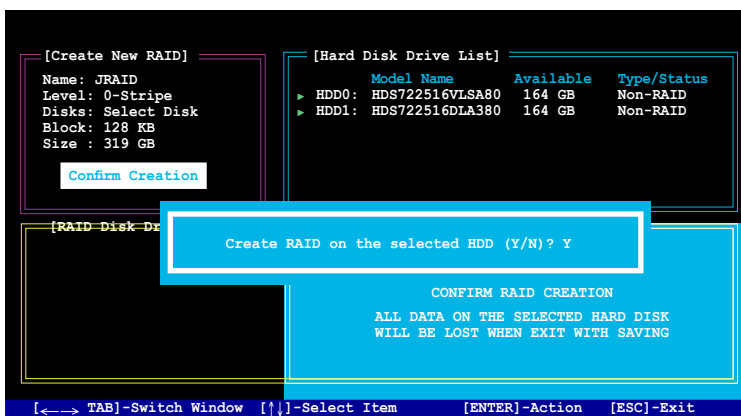 [Create New RAID]
Name: JRAID
Level: 0-Stripe
Disks: Select Disk
Block: 128 KB
Size : 319 GB
Confirm Creation
[Hard Disk Drive List]
Model Name Available Type/Status
HDD0: HDS722516VLSA80 164 GB Non-RAID
HDD1: HDS722516DLA380 164 GB Non-RAID
[RAID Disk Dr
Create RAID on the selected HDD (Y/N)? Y
CONFIRM RAID CREATION
ALL DATA ON THE SELECTED HARD DISK
WILL BE LOST WHEN EXIT WITH SAVING
[←→ TAB]-Switch Window [↑↓]-Select Item [ENTER]-Action [ESC]-Exit